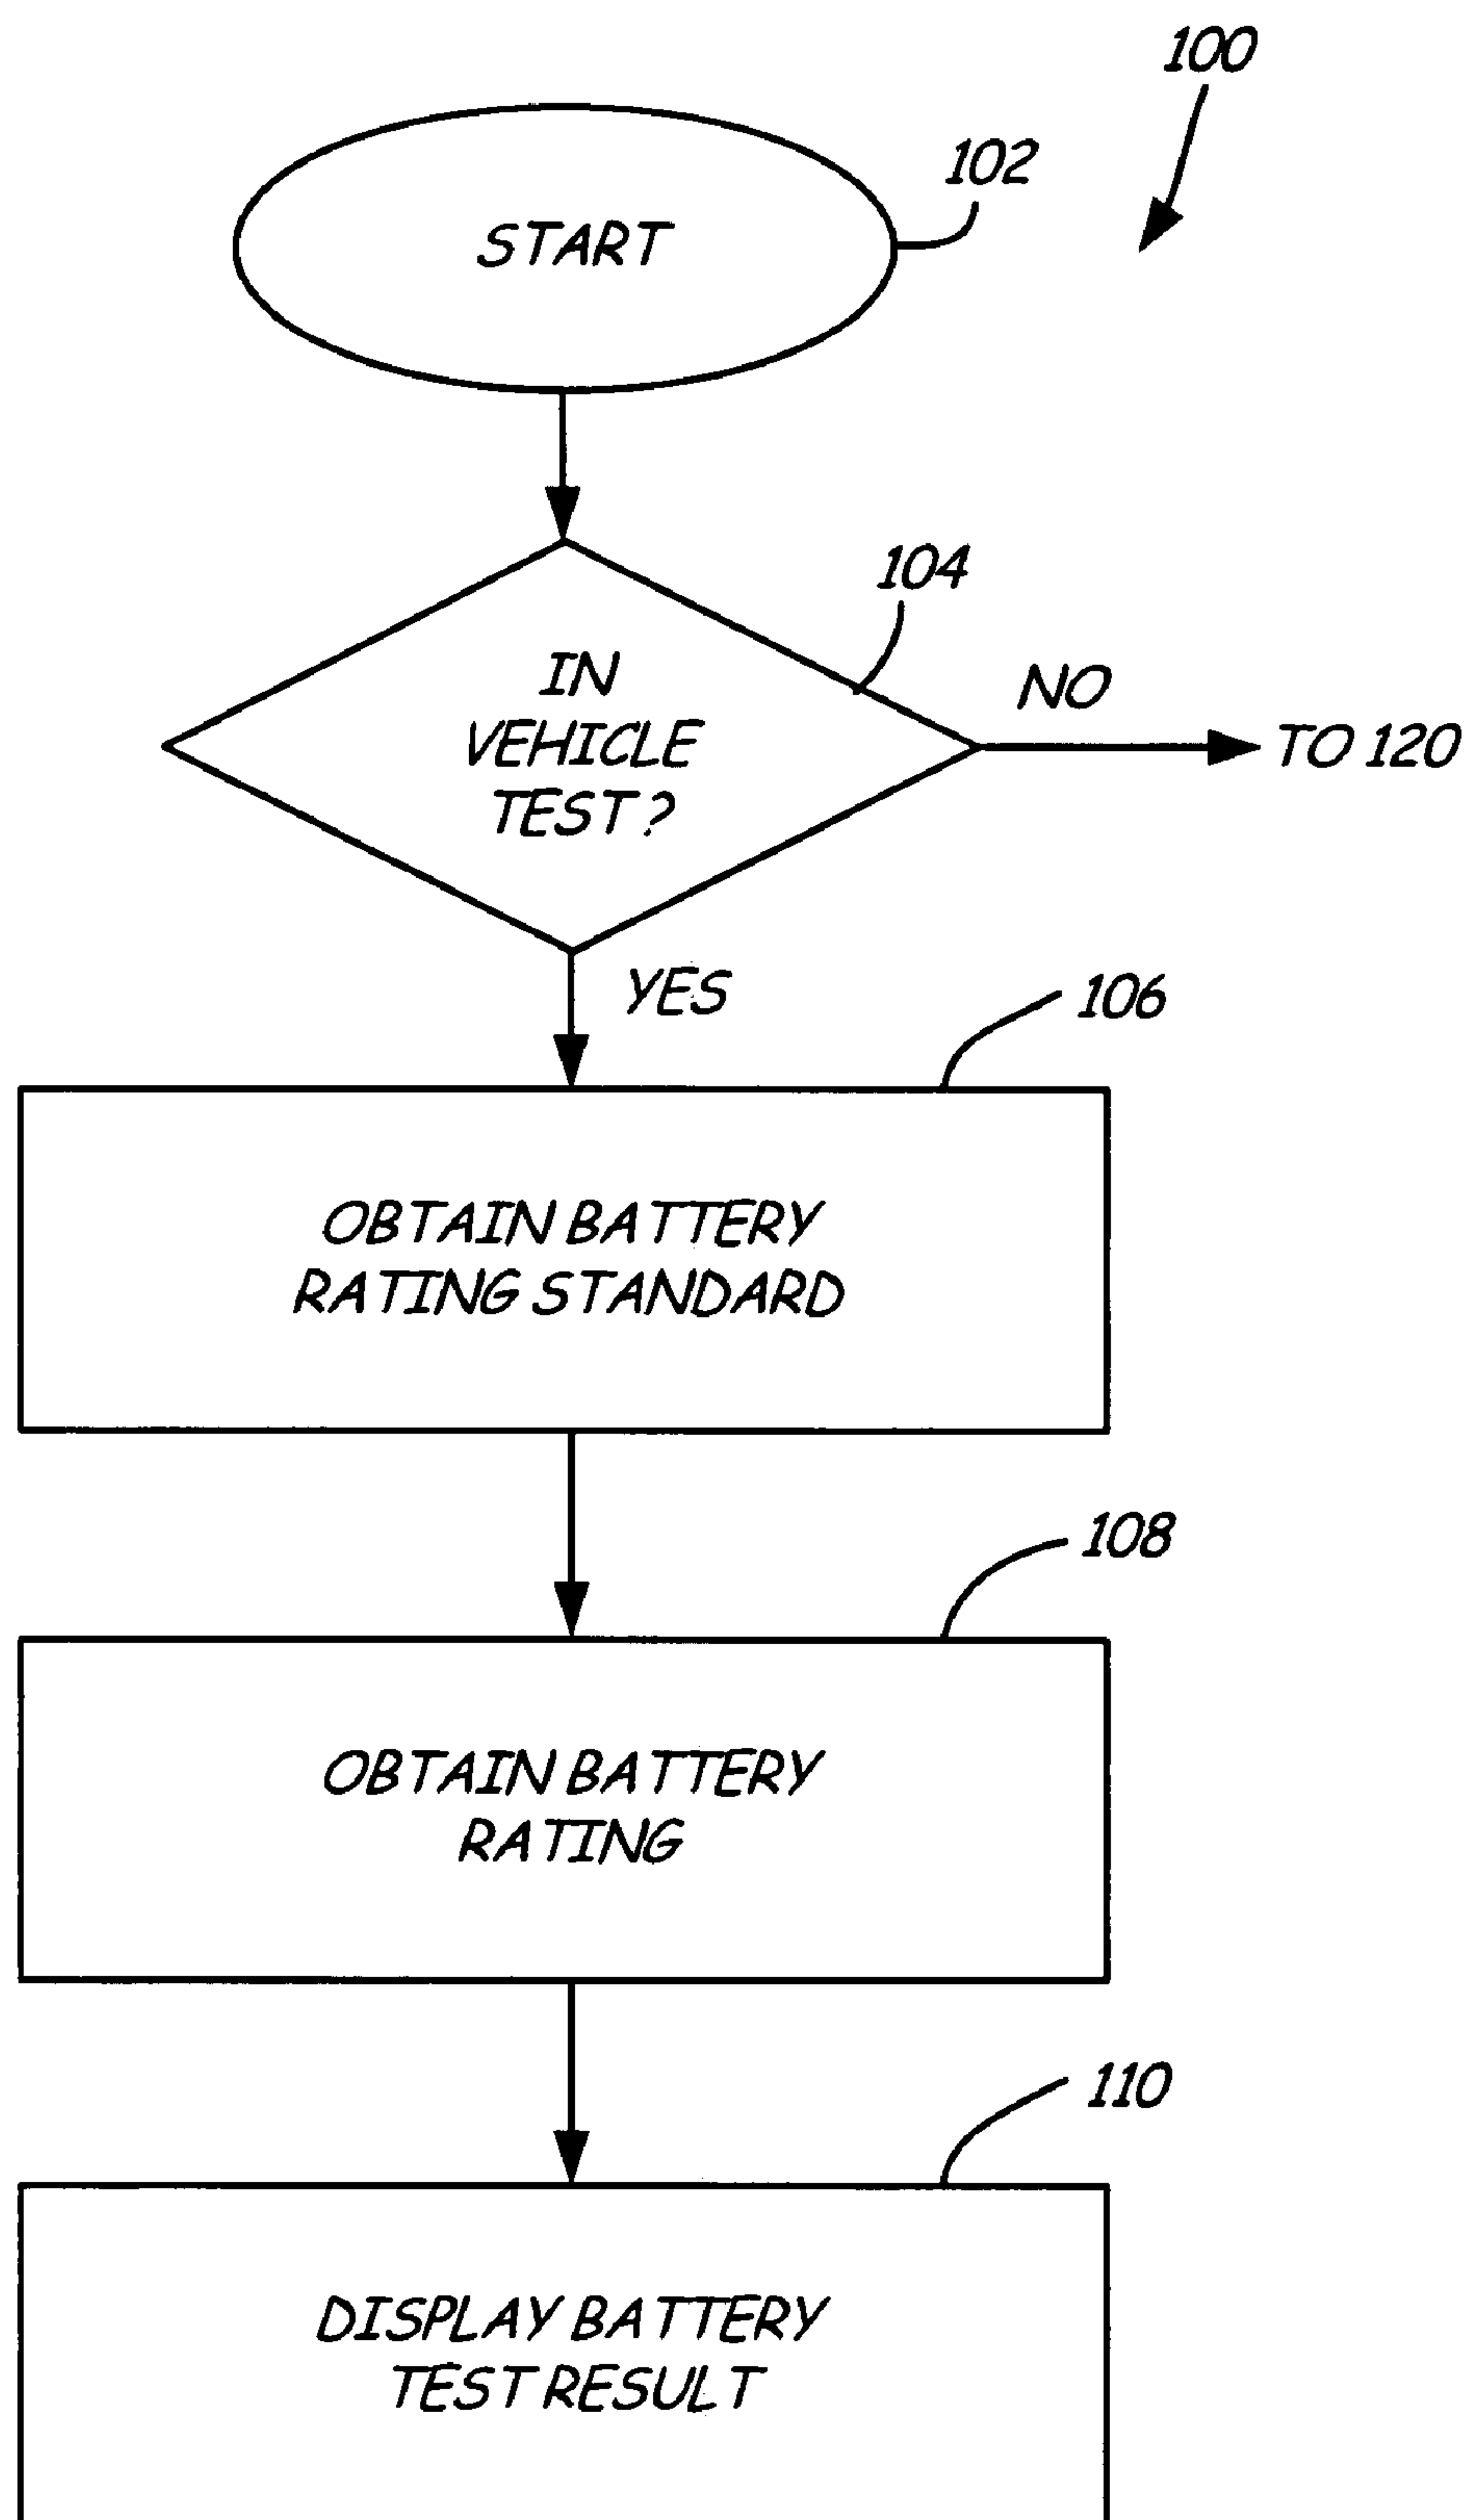 100
102
START
104
IN
VEHICLE
TEST?
NO
TO 120
YES
106
OBTAIN BATTERY
RATING STANDARD
108
OBTAIN BATTERY
RATING
110
DISPLAY BATTERY
TEST RESULT